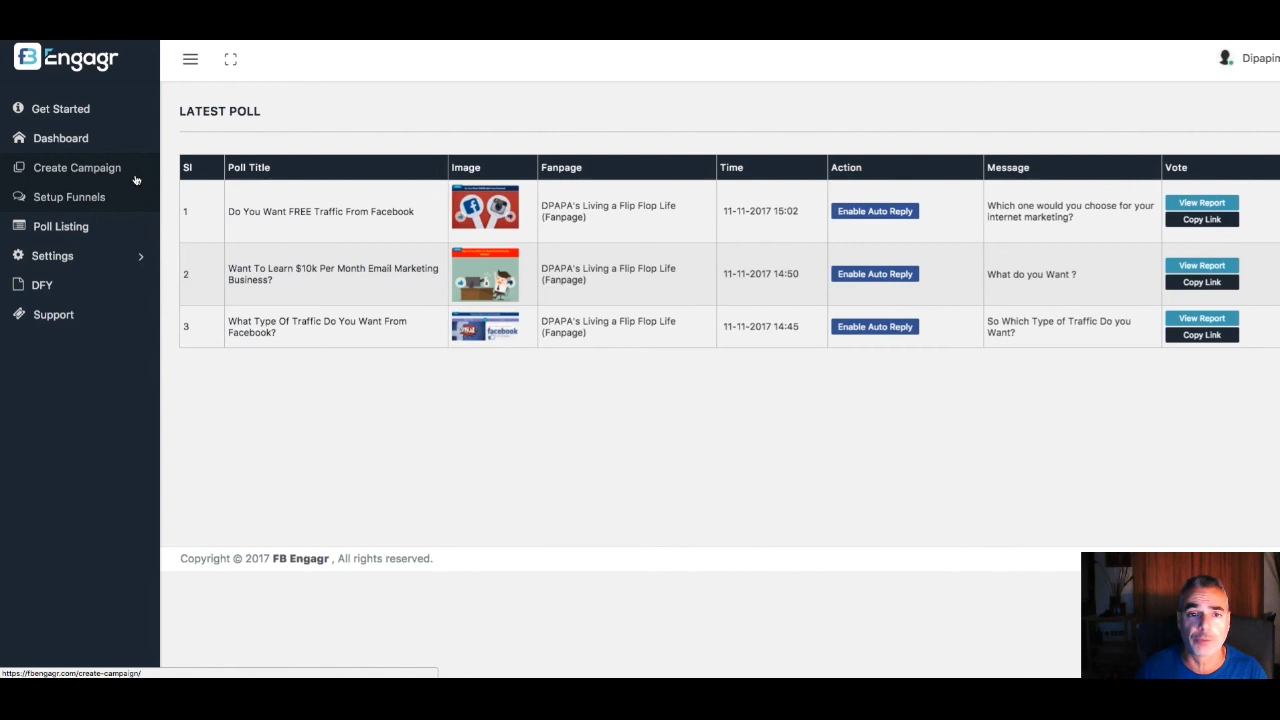 Engagr
Dipapim
Get Started
Dashboard
Create Campaign
Setup Funnels
Poll Listing
Settings
DFY
Support
LATEST POLL
Sl Poll Title Image Fanpage Time Action Message Vote
1 Do You Want FREE Traffic From Facebook DPAPA's Living a Flip Flop Life (Fanpage) 11-11-2017 15:02 Enable Auto Reply Which one would you choose for your internet marketing? View Report Copy Link
2 Want To Learn $10k Per Month Email Marketing Business? DPAPA's Living a Flip Flop Life (Fanpage) 11-11-2017 14:50 Enable Auto Reply What do you Want ? View Report Copy Link
3 What Type Of Traffic Do You Want From Facebook? facebook DPAPA's Living a Flip Flop Life (Fanpage) 11-11-2017 14:45 Enable Auto Reply So Which Type of Traffic Do you Want? View Report Copy Link
Copyright © 2017 FB Engagr , All rights reserved.
https://fbengagr.com/create-campaign/